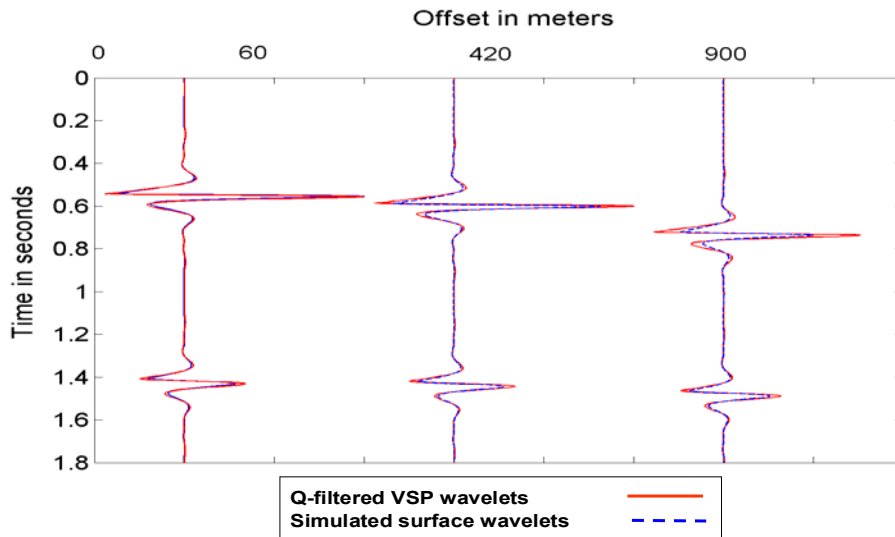 Offset in meters
0 60 420 900
Time in seconds
0
0.2
0.4
0.6
0.8
1
1.2
1.4
1.6
1.8
Q-filtered VSP wavelets
Simulated surface wavelets